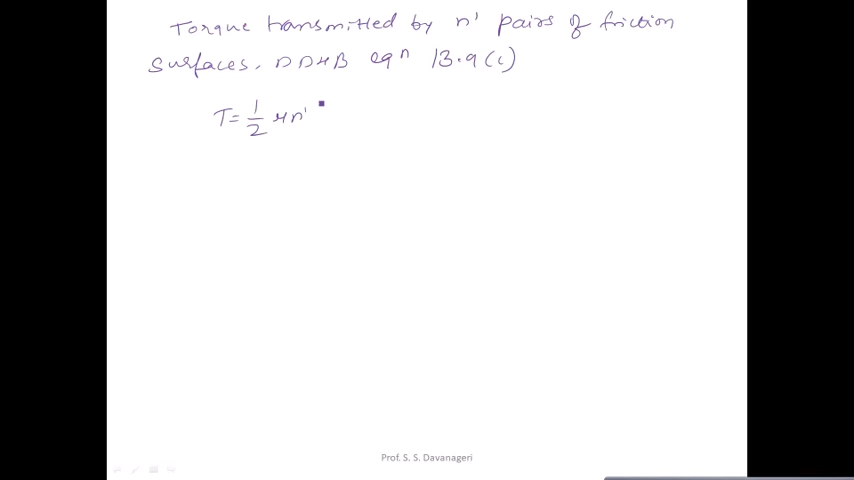 Torque transmitted by n' pairs of friction
surfaces. DDHB eqn 13.9(c)
T = 1/2 μn'
Prof. S. S. Davanageri